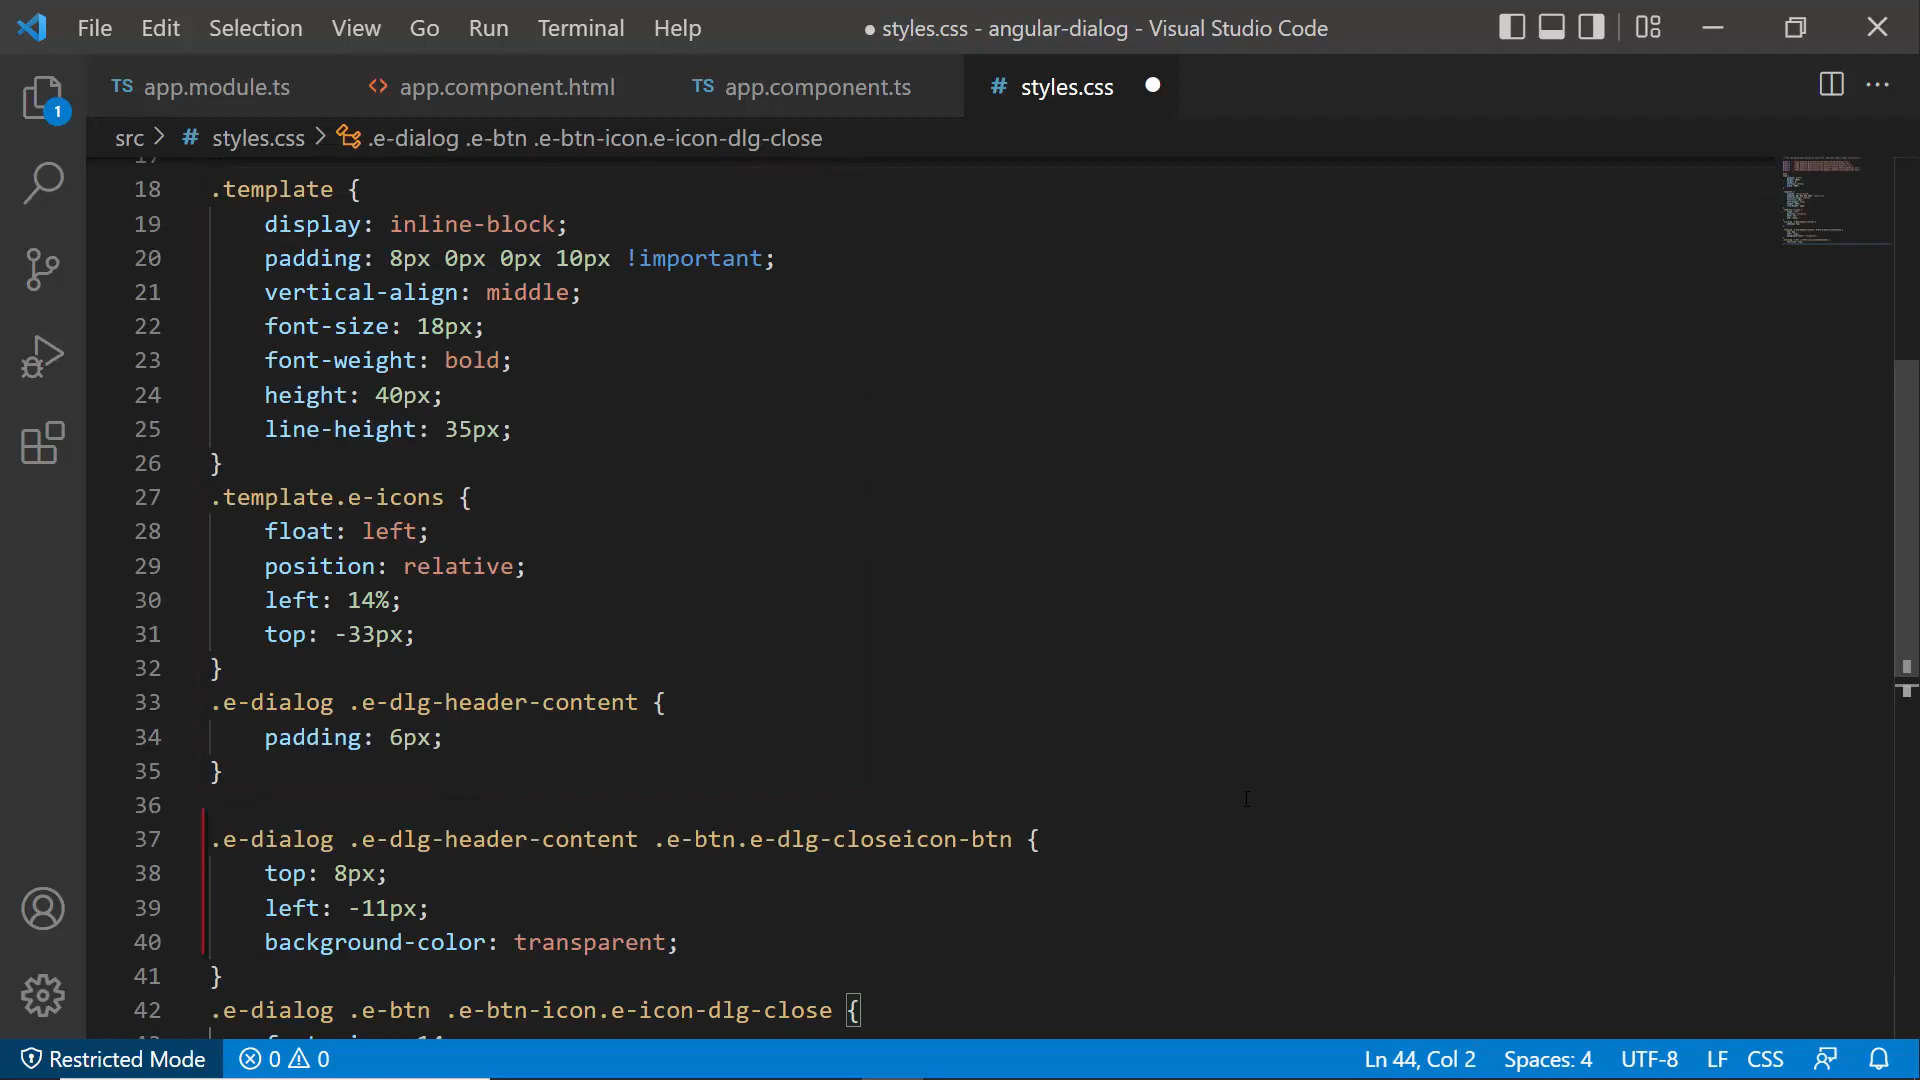 File Edit Selection View Go Run Terminal Help ● styles.css - angular-dialog - Visual Studio Code
1 TS app.module.ts <> app.component.html TS app.component.ts # styles.css
src > # styles.css > .e-dialog .e-btn .e-btn-icon.e-icon-dlg-close
17
18 .template {
19 display: inline-block;
20 padding: 8px 0px 0px 10px !important;
21 vertical-align: middle;
22 font-size: 18px;
23 font-weight: bold;
24 height: 40px;
25 line-height: 35px;
26 }
27 .template.e-icons {
28 float: left;
29 position: relative;
30 left: 14%;
31 top: -33px;
32 }
33 .e-dialog .e-dlg-header-content {
34 padding: 6px;
35 }
36
37 .e-dialog .e-dlg-header-content .e-btn.e-dlg-closeicon-btn {
38 top: 8px;
39 left: -11px;
40 background-color: transparent;
41 }
42 .e-dialog .e-btn .e-btn-icon.e-icon-dlg-close {
Restricted Mode 0 0 Ln 44, Col 2 Spaces: 4 UTF-8 LF CSS